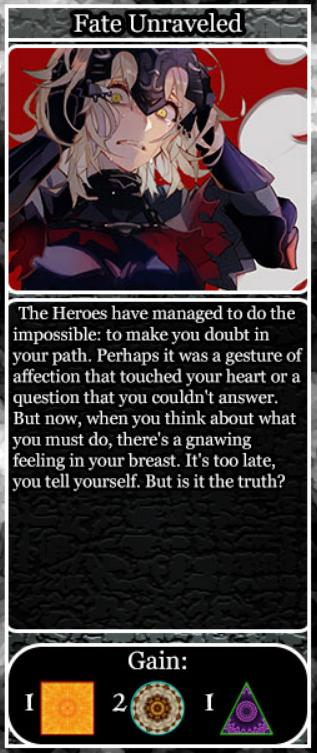 Fate Unraveled
The Heroes have managed to do the
impossible: to make you doubt in
your path. Perhaps it was a gesture of
affection that touched your heart or a
question that you couldn't answer.
But now, when you think about what
you must do, there's a gnawing
feeling in your breast. It's too late,
you tell yourself. But is it the truth?
Gain:
1 2 1